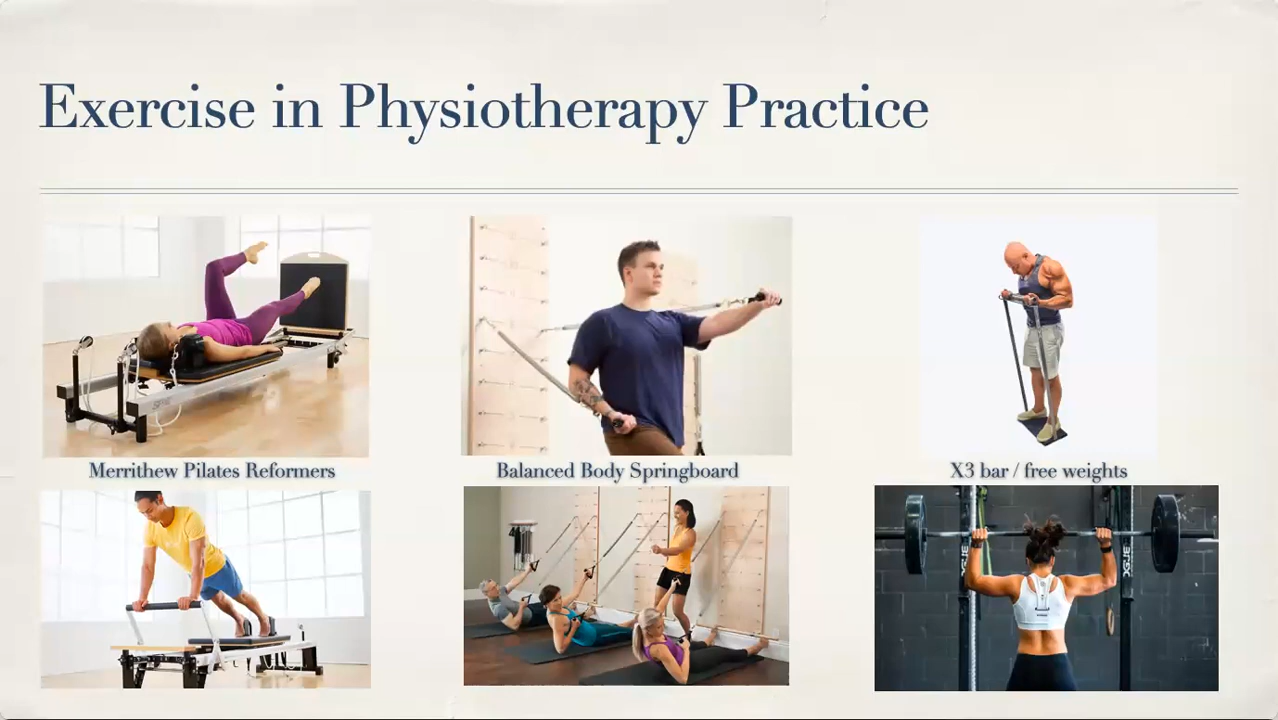 Exercise in Physiotherapy Practice
Merrithew Pilates Reformers
Balanced Body Springboard
X3 bar / free weights